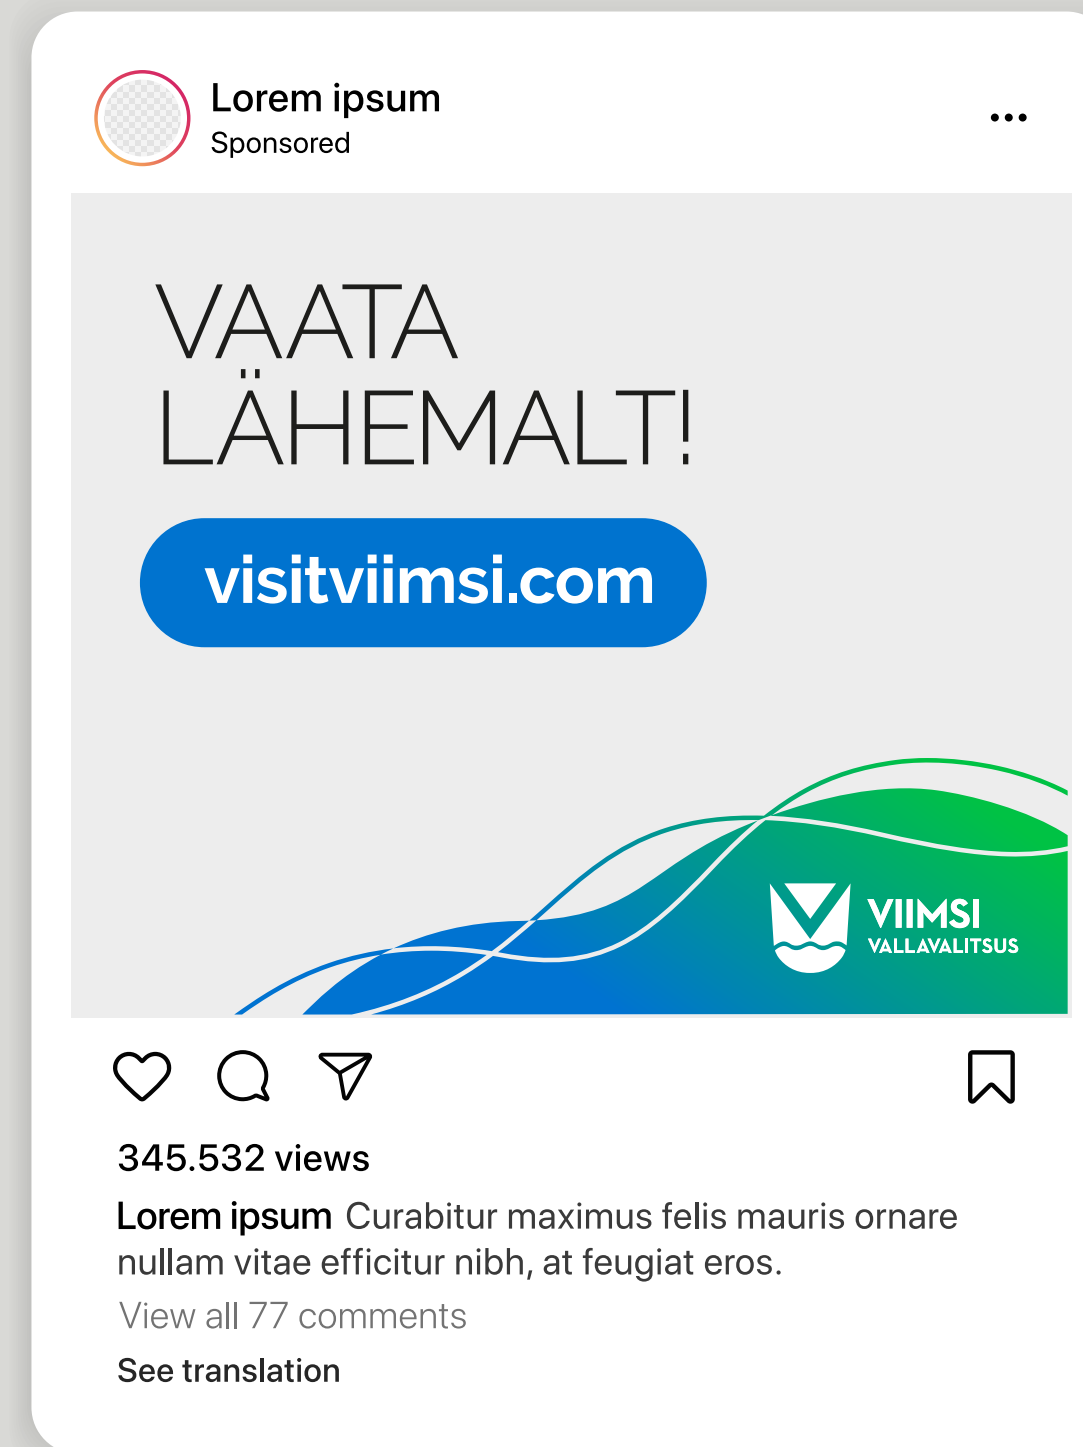 Lorem ipsum
Sponsored
VAATA
LÄHEMALT!
visitviimsi.com
VIIMSI
VALLAVALITSUS
345.532 views
Lorem ipsum Curabitur maximus felis mauris ornare
nullam vitae efficitur nibh, at feugiat eros.
View all 77 comments
See translation